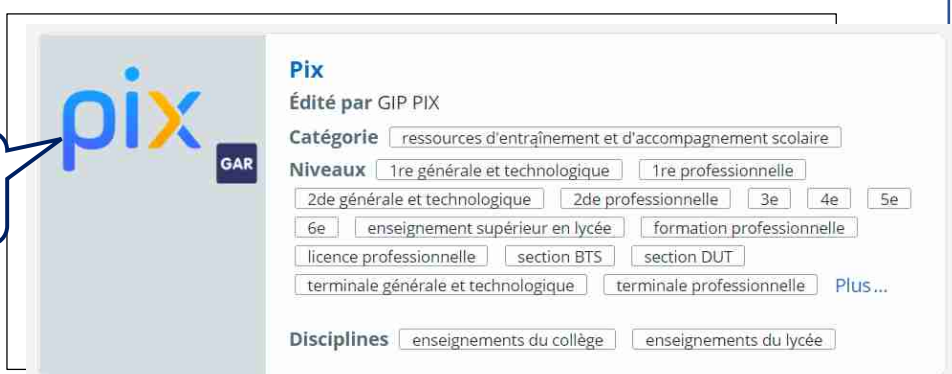 pix
GAR
Pix
Édité par GIP PIX
Catégorie ressources d'entraînement et d'accompagnement scolaire
Niveaux 1re générale et technologique 1re professionnelle
2de générale et technologique 2de professionnelle 3e 4e 5e
6e enseignement supérieur en lycée formation professionnelle
licence professionnelle section BTS section DUT
terminale générale et technologique terminale professionnelle Plus...
Disciplines enseignements du collège enseignements du lycée